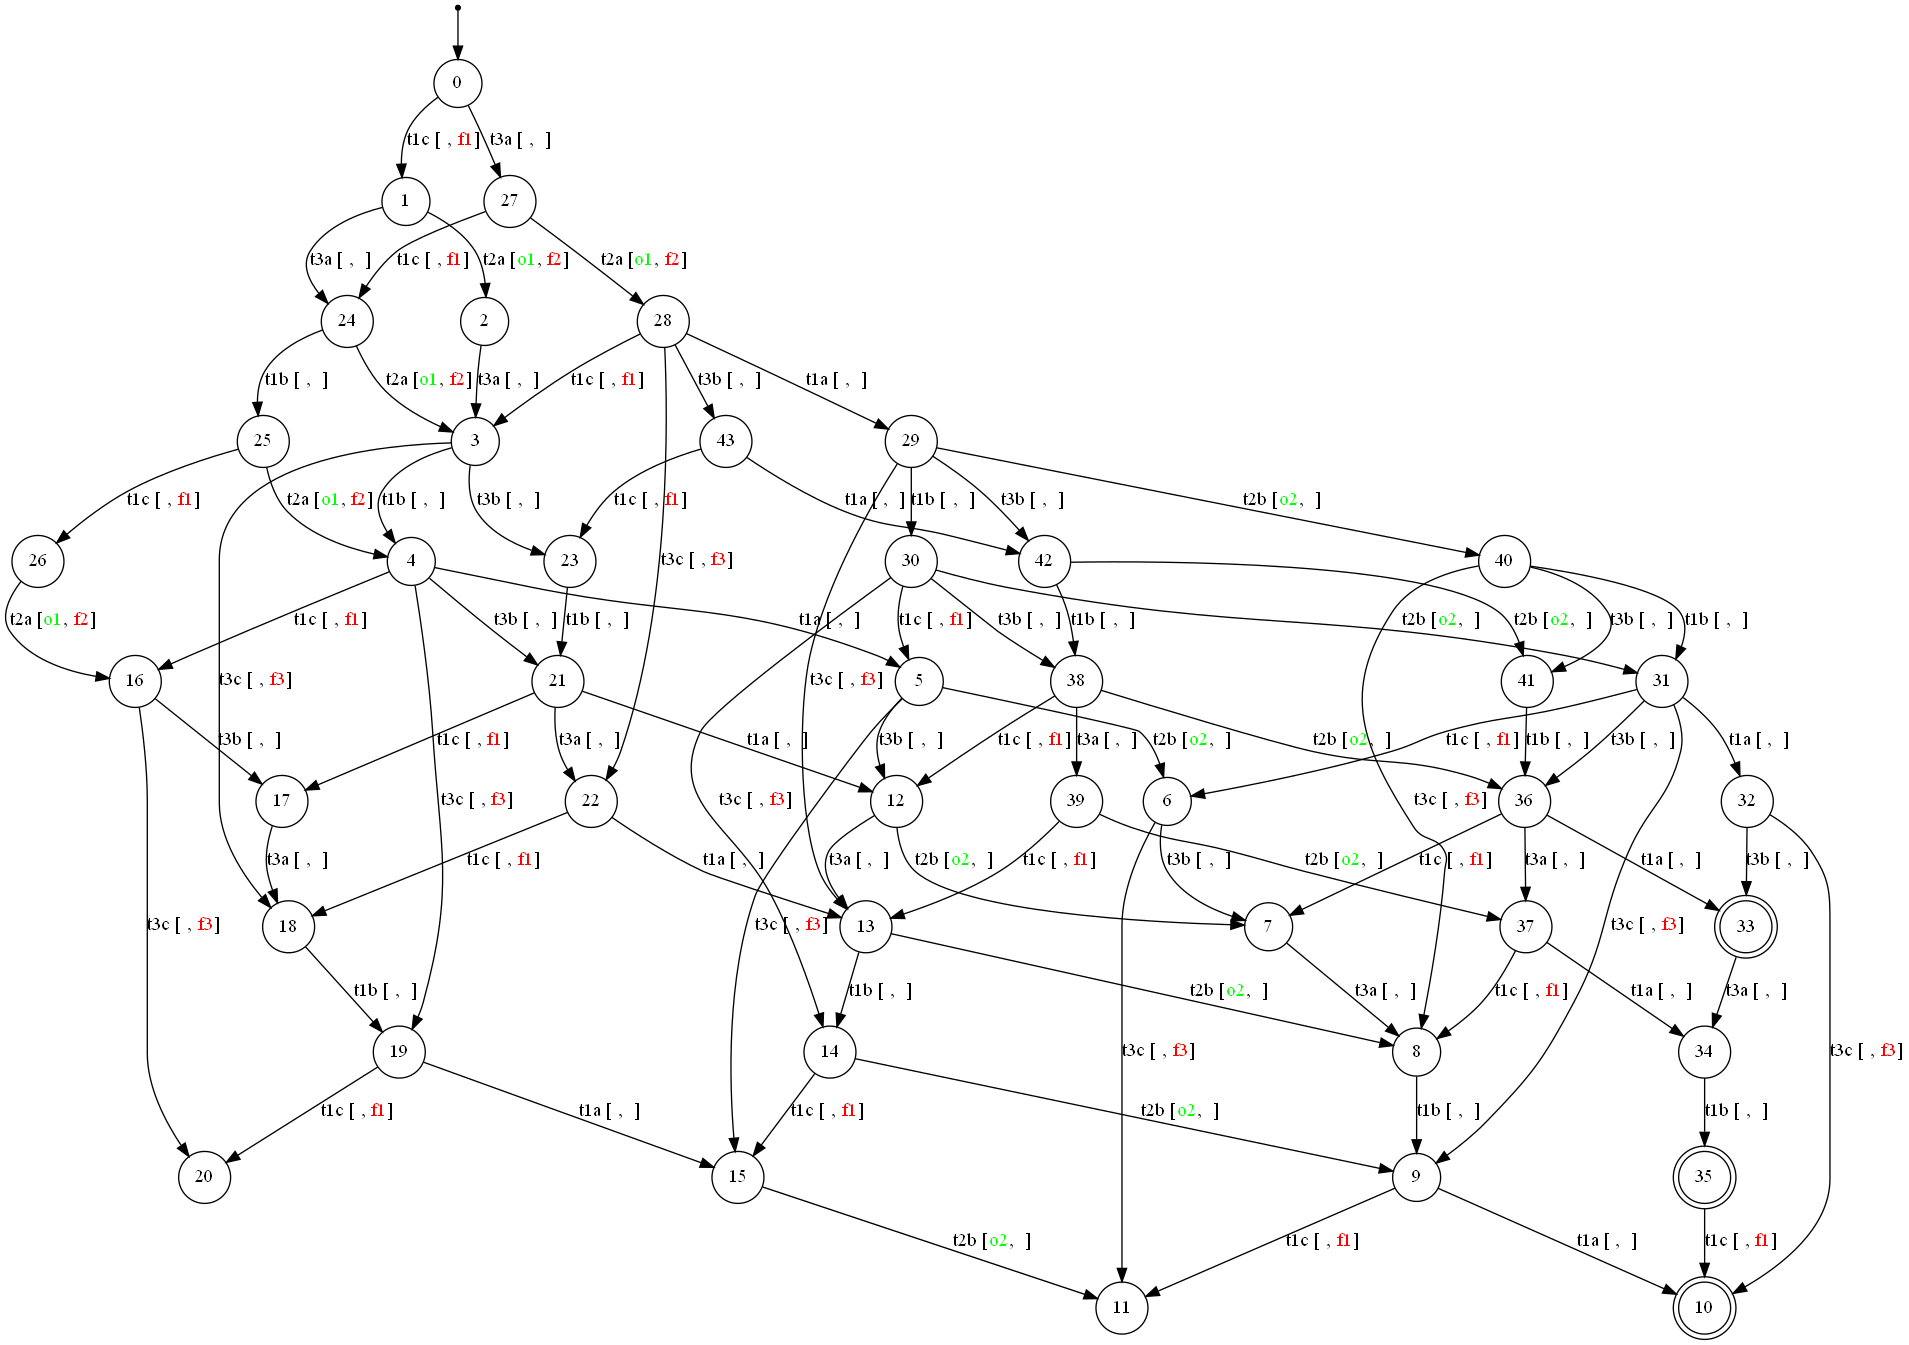 0
t1c [ , f1]
t3a [ , ]
1
27
t3a [ , ]
t1c [ , f1]
t2a [o1, f2]
t2a [o1, f2]
24
2
28
t1b [ , ]
t2a [o1, f2]
t3a [ , ]
t1c [ , f1]
t3b [ , ]
t1a [ , ]
25
3
43
29
t1c [ , f1]
t2a [o1, f2]
t1b [ , ]
t3b [ , ]
t1c [ , f1]
t1a [ , ]
t1b [ , ]
t3b [ , ]
t2b [o2, ]
26
4
23
t3c [ , f3]
30
42
40
t2a [o1, f2]
t1c [ , f1]
t3b [ , ]
t1b [ , ]
t1a [ , ]
t1c [ , f1]
t3b [ , ]
t1b [ , ]
t2b [o2, ]
t2b [o2, ]
t3b [ , ]
t1b [ , ]
16
t3c [ , f3]
21
t3c [ , f3]
5
38
41
31
t3b [ , ]
t1c [ , f1]
t3a [ , ]
t1a [ , ]
t3b [ , ]
t1c [ , f1]
t3a [ , ]
t2b [o2, ]
t2b [o2, ]
t1c [ , f1]
t1b [ , ]
t3b [ , ]
t1a [ , ]
17
t3c [ , f3]
22
t3c [ , f3]
12
39
6
t3c [ , f3]
36
32
t3a [ , ]
t1c [ , f1]
t1a [ , ]
t3a [ , ]
t2b [o2, ]
t1c [ , f1]
t3b [ , ]
t2b [o2, ]
t1c [ , f1]
t3a [ , ]
t1a [ , ]
t3b [ , ]
t3c [ , f3]
18
t3c [ , f3]
13
7
37
t3c [ , f3]
33
t1b [ , ]
t1b [ , ]
t2b [o2, ]
t3a [ , ]
t1c [ , f1]
t1a [ , ]
t3a [ , ]
19
14
t3c [ , f3]
8
34
t3c [ , f3]
t1c [ , f1]
t1a [ , ]
t1c [ , f1]
t2b [o2, ]
t1b [ , ]
t1b [ , ]
20
15
9
35
t2b [o2, ]
t1c [ , f1]
t1a [ , ]
t1c [ , f1]
11
10